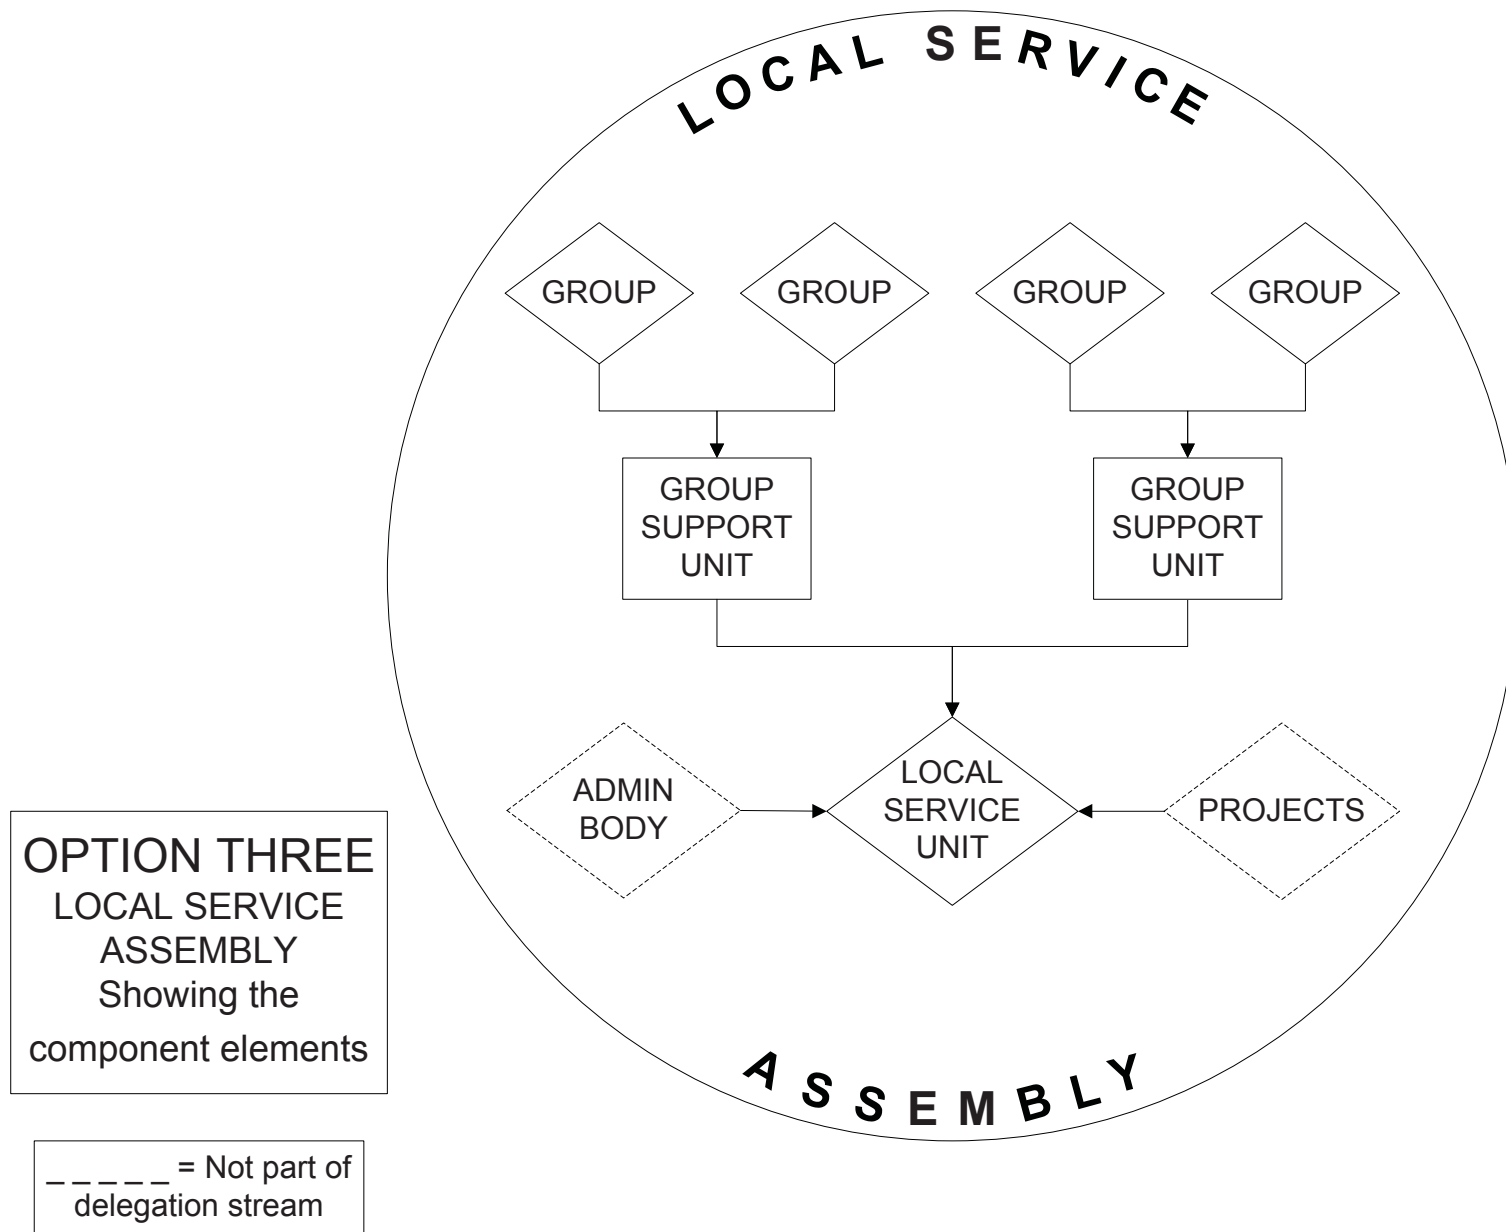 LOCAL SERVICE
GROUP
GROUP
GROUP
GROUP
GROUP
SUPPORT
UNIT
GROUP
SUPPORT
UNIT
ADMIN
BODY
LOCAL
SERVICE
UNIT
PROJECTS
OPTION THREE
LOCAL SERVICE
ASSEMBLY
Showing the
component elements
ASSEMBLY
_ _ _ _ _ = Not part of
delegation stream